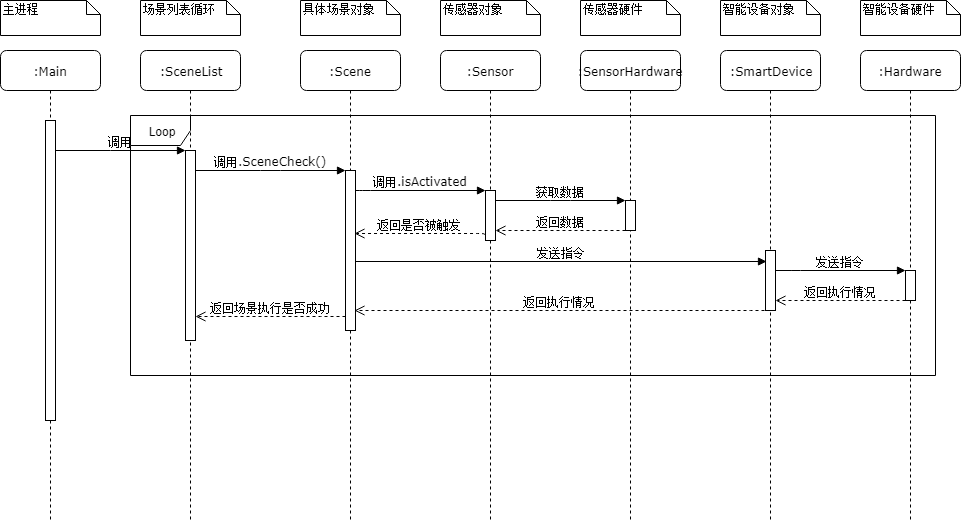 主进程
场景列表循环
具体场景对象
传感器对象
传感器硬件
智能设备对象
智能设备硬件
:Main
:SceneList
:Scene
:Sensor
:SensorHardware
:SmartDevice
:Hardware
Loop
调用
调用.SceneCheck()
调用.isActivated
获取数据
返回是否被触发
返回数据
发送指令
发送指令
返回场景执行是否成功
返回执行情况
返回执行情况